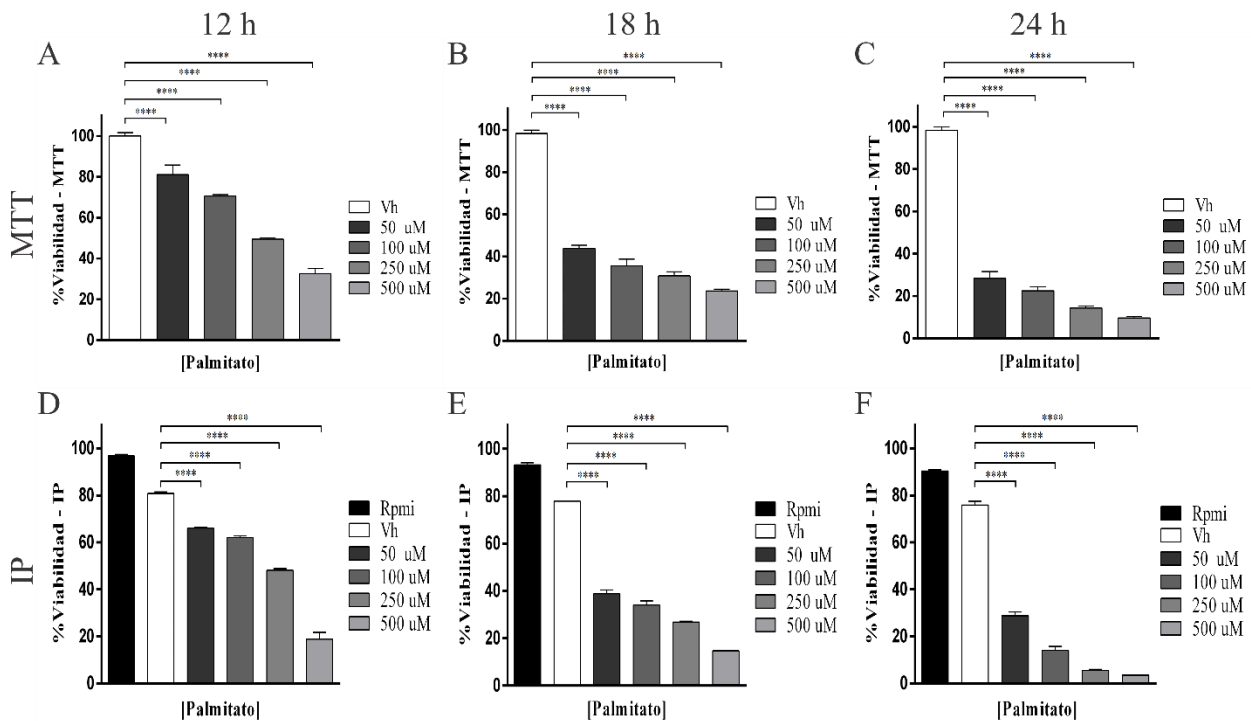 12 h
18 h
24 h
MTT
A
****
****
****
****
%Viabilidad - MTT
100
80
60
40
20
0
[Palmitato]
Vh
50 uM
100 uM
250 uM
500 uM
B
****
****
****
****
%Viabilidad - MTT
100
80
60
40
20
0
[Palmitato]
Vh
50 uM
100 uM
250 uM
500 uM
C
****
****
****
****
%Viabilidad - MTT
100
80
60
40
20
0
[Palmitato]
Vh
50 uM
100 uM
250 uM
500 uM
IP
D
****
****
****
****
%Viabilidad - IP
100
80
60
40
20
0
[Palmitato]
Rpmi
Vh
50 uM
100 uM
250 uM
500 uM
E
****
****
****
****
%Viabilidad - IP
100
80
60
40
20
0
[Palmitato]
Rpmi
Vh
50 uM
100 uM
250 uM
500 uM
F
****
****
****
****
%Viabilidad - IP
100
80
60
40
20
0
[Palmitato]
Rpmi
Vh
50 uM
100 uM
250 uM
500 uM